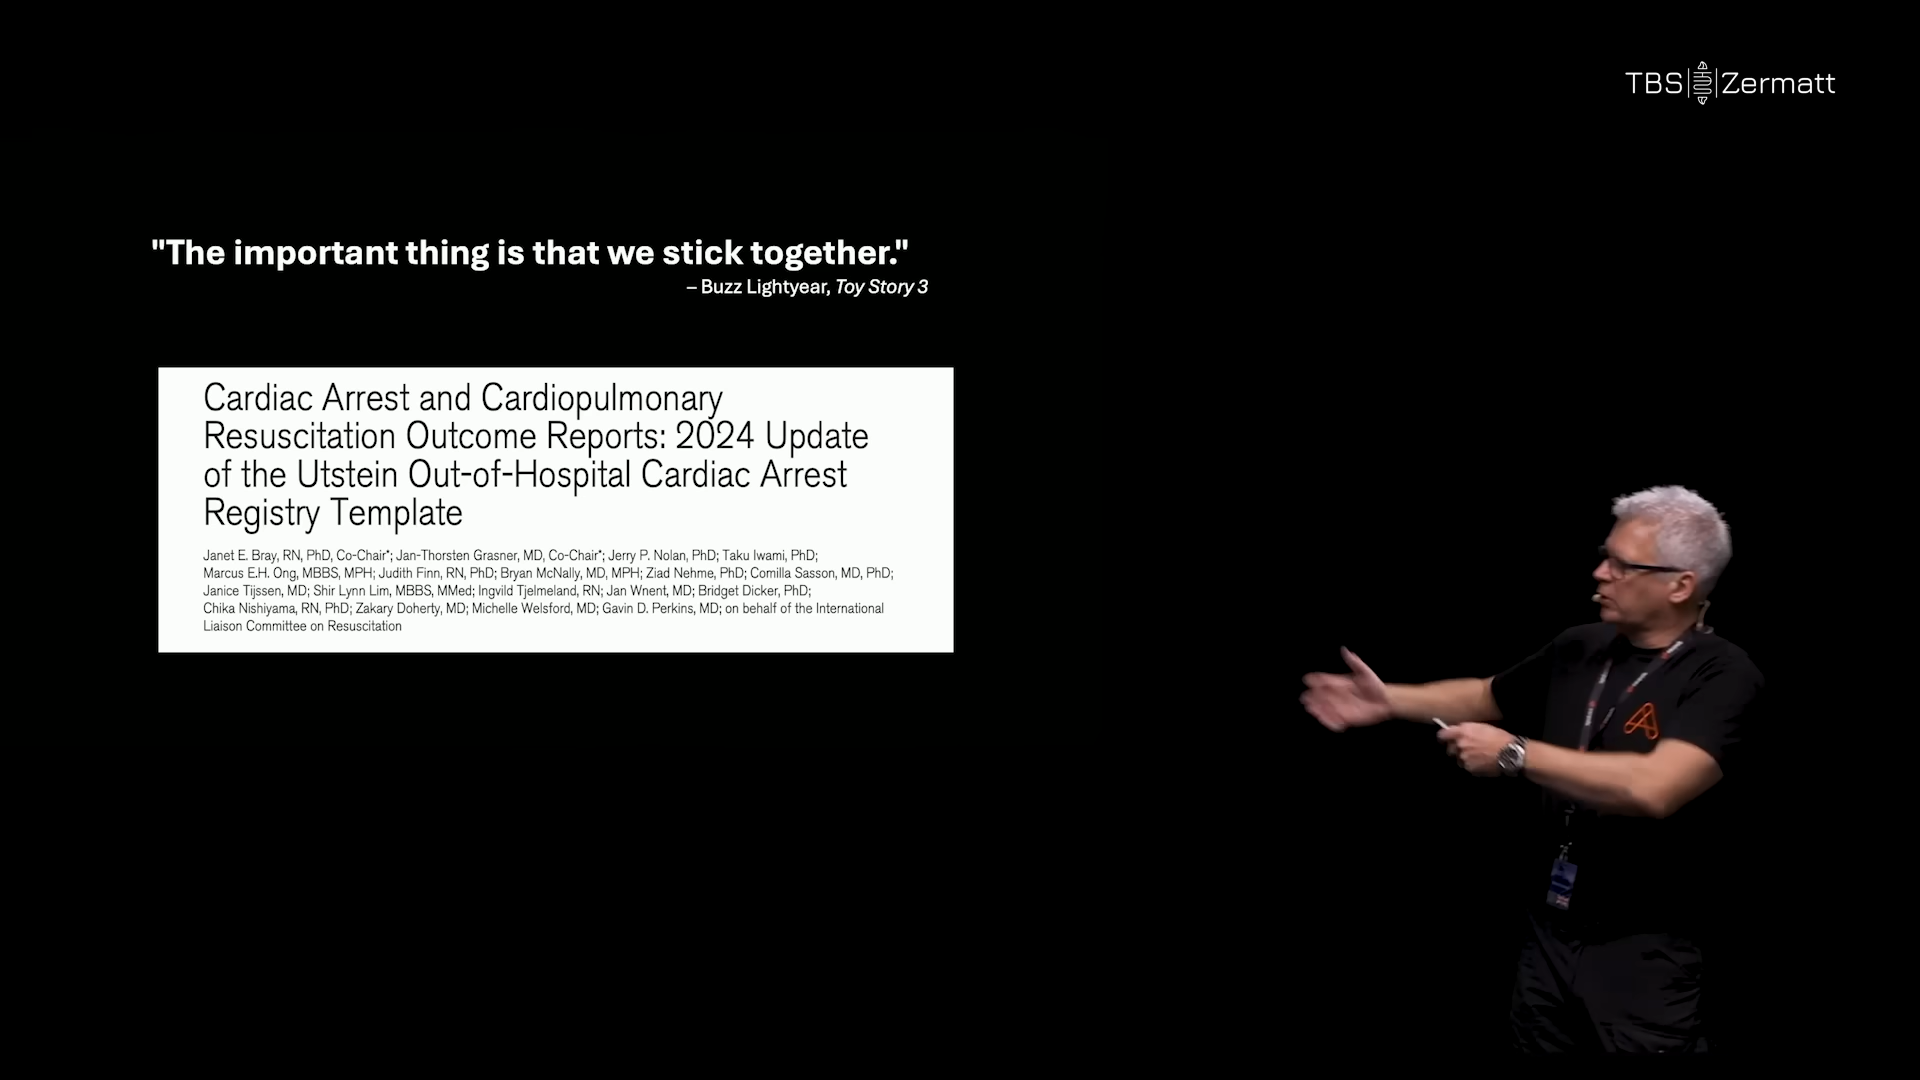 TBS Zermatt
"The important thing is that we stick together."
– Buzz Lightyear, Toy Story 3
Cardiac Arrest and Cardiopulmonary
Resuscitation Outcome Reports: 2024 Update
of the Utstein Out-of-Hospital Cardiac Arrest
Registry Template
Janet E. Bray, RN, PhD, Co-Chair*; Jan-Thorsten Grasner, MD, Co-Chair*; Jerry P. Nolan, PhD; Taku Iwami, PhD;
Marcus E.H. Ong, MBBS, MPH; Judith Finn, RN, PhD; Bryan McNally, MD, MPH; Ziad Nehme, PhD; Comilla Sasson, MD, PhD;
Janice Tijssen, MD; Shir Lynn Lim, MBBS, MMed; Ingvild Tjelmeland, RN; Jan Wnent, MD; Bridget Dicker, PhD;
Chika Nishiyama, RN, PhD; Zakary Doherty, MD; Michelle Welsford, MD; Gavin D. Perkins, MD; on behalf of the International
Liaison Committee on Resuscitation